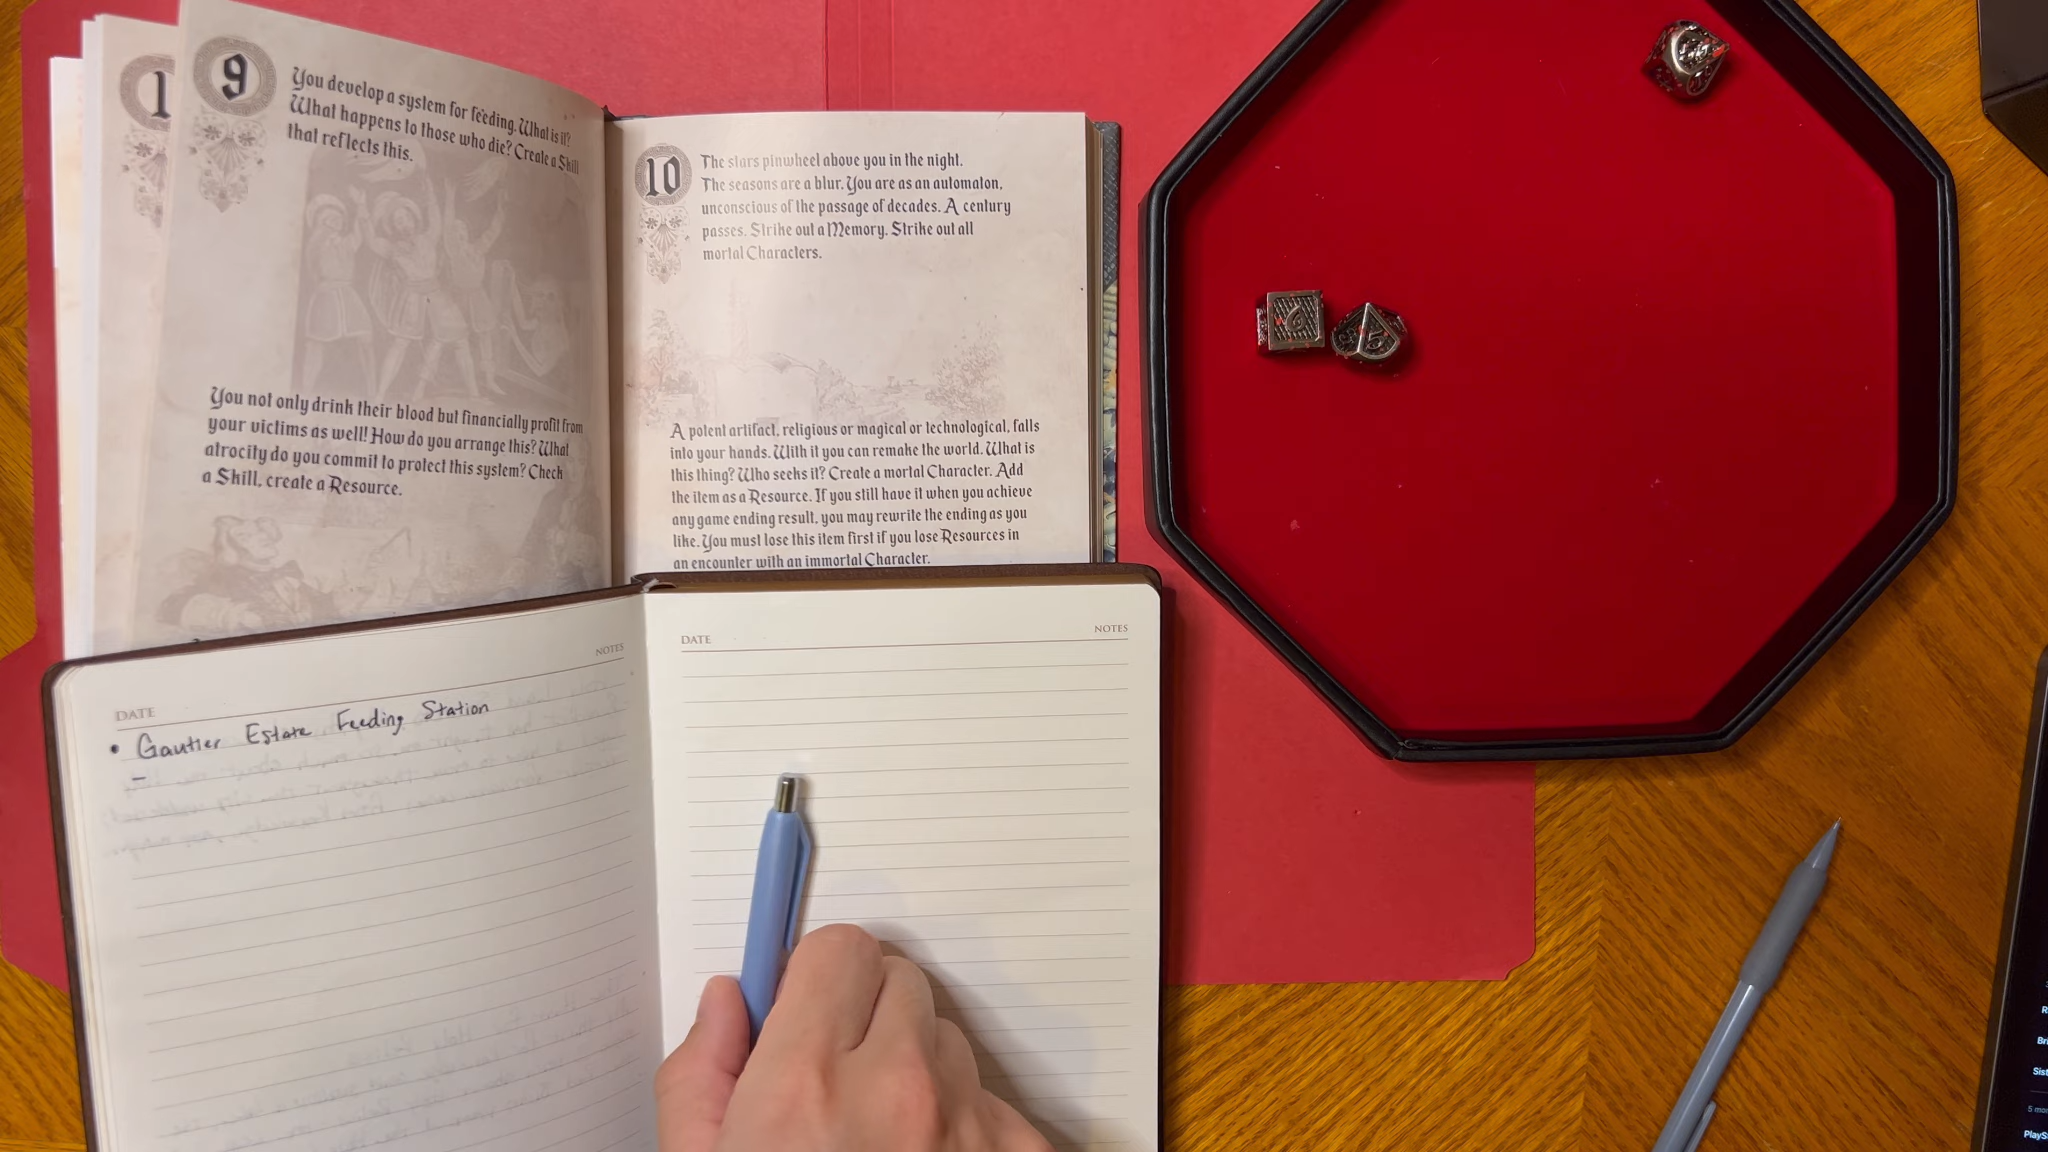 1
9
You develop a system for feeding. What is it?
What happens to those who die? Create a Skill
that reflects this.
You not only drink their blood but financially profit from
your victims as well! How do you arrange this? What
atrocity do you commit to protect this system? Check
a Skill, create a Resource.
10
The stars pinwheel above you in the night.
The seasons are a blur. You are as an automaton,
unconscious of the passage of decades. A century
passes. Strike out a Memory. Strike out all
mortal Characters.
A potent artifact, religious or magical or technological, falls
into your hands. With it you can remake the world. What is
this thing? Who seeks it? Create a mortal Character. Add
the item as a Resource. If you still have it when you achieve
any game ending result, you may rewrite the ending as you
like. You must lose this item first if you lose Resources in
an encounter with an immortal Character.
6
5
NOTES
DATE
• Gautier Estate Feeding Station
-
DATE NOTES
R
Bri
Sist
5 mo
PlayS